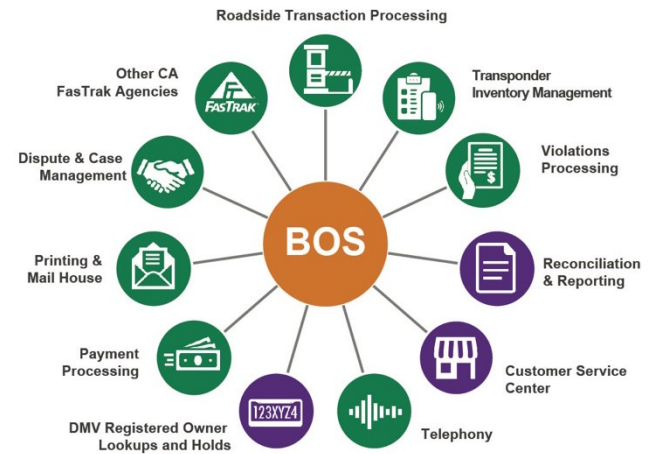 Roadside Transaction Processing
Other CA
FasTrak Agencies
FASTRAK
Transponder
Inventory Management
Dispute & Case
Management
Violations
Processing
$
BOS
Printing &
Mail House
Reconciliation
& Reporting
Payment
Processing
Customer Service
Center
123XYZ4
DMV Registered Owner
Lookups and Holds
Telephony